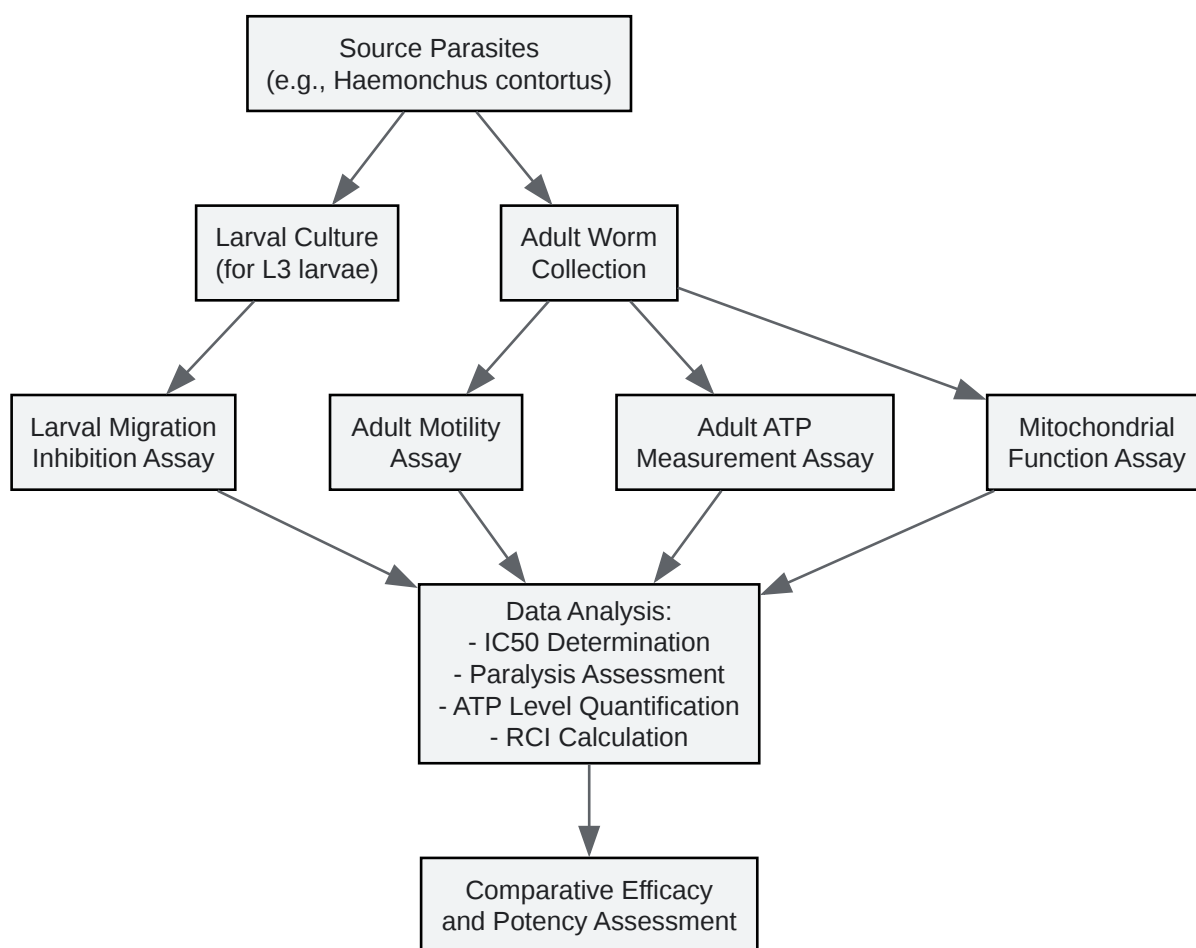 Source Parasites
(e.g., Haemonchus contortus)
Larval Culture
(for L3 larvae)
Adult Worm
Collection
Larval Migration
Inhibition Assay
Adult Motility
Assay
Adult ATP
Measurement Assay
Mitochondrial
Function Assay
Data Analysis:
- IC50 Determination
- Paralysis Assessment
- ATP Level Quantification
- RCI Calculation
Comparative Efficacy
and Potency Assessment